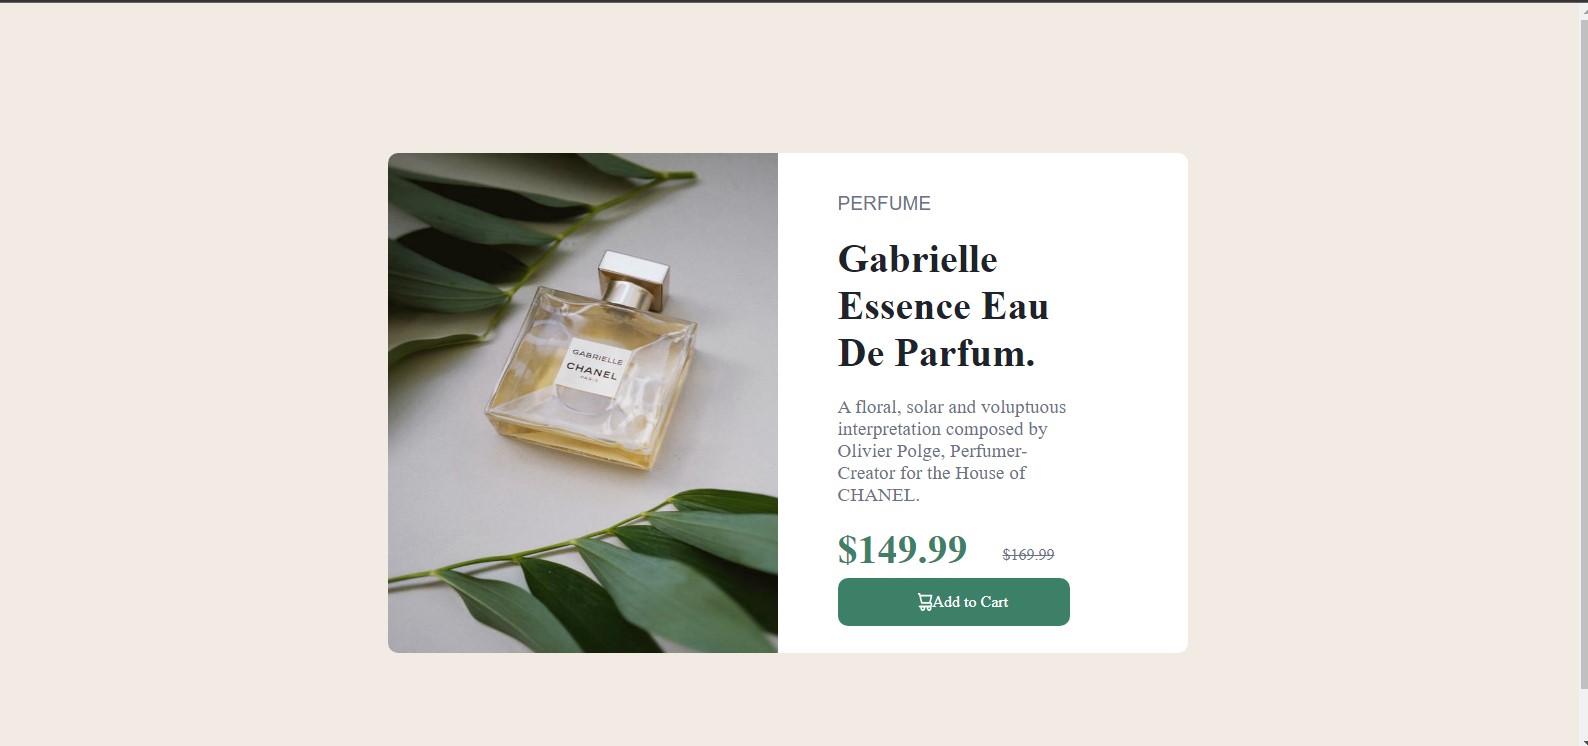 GABRIELLE
CHANEL
PARIS
PERFUME
Gabrielle
Essence Eau
De Parfum.
A floral, solar and voluptuous
interpretation composed by
Olivier Polge, Perfumer-
Creator for the House of
CHANEL.
$149.99 $169.99
Add to Cart